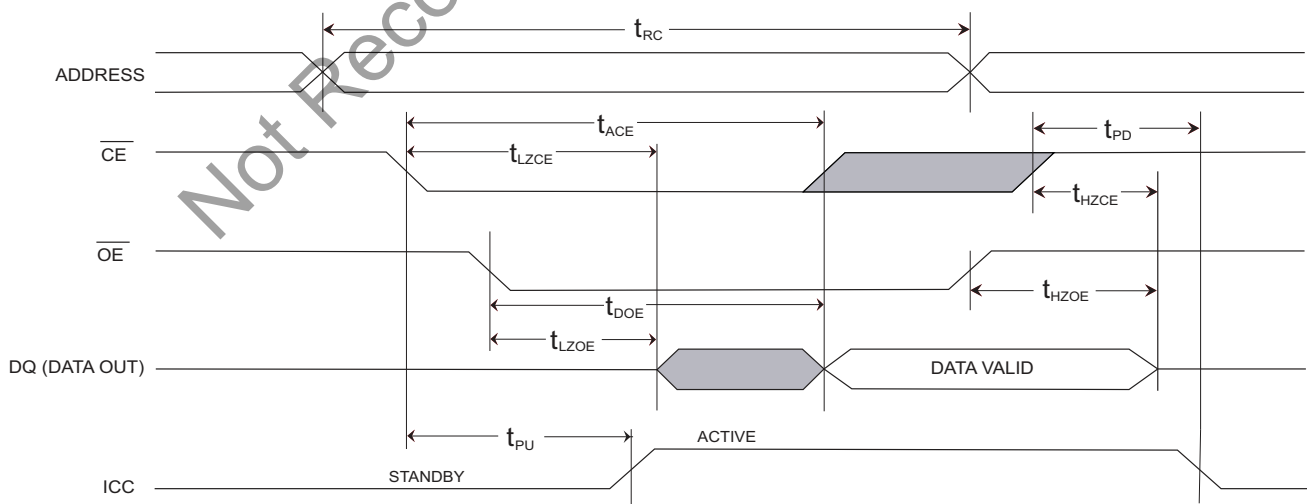 Not Reco
tRC
ADDRESS
tACE
tPD
CE
tLZCE
tHZCE
OE
tHZOE
tDOE
tLZOE
DQ (DATA OUT)
DATA VALID
tPU
ACTIVE
STANDBY
ICC